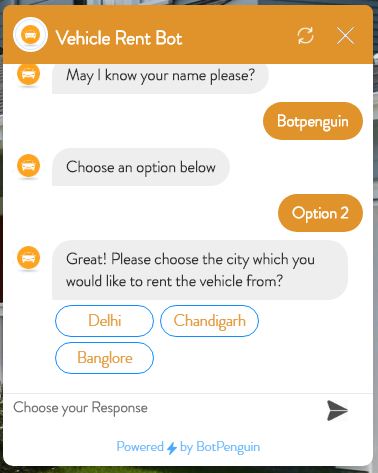 Vehicle Rent Bot
May I know your name please?
Botpenguin
Choose an option below
Option 2
Great! Please choose the city which you
would like to rent the vehicle from?
Delhi
Chandigarh
Banglore
Choose your Response
Powered by BotPenguin